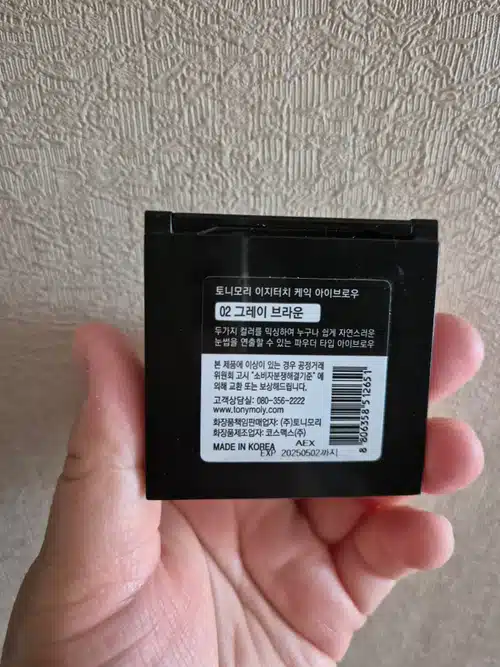 토니모리 이지터치 케익 아이브로우
02 그레이 브라운
두가지 컬러를 믹싱하여 누구나 쉽게 자연스러운
눈썹을 연출할 수 있는 파우더 타입 아이브로우
본 제품에 이상이 있는 경우 공정거래
위원회 고시 "소비자분쟁해결기준" 에
의해 교환 또는 보상해드립니다.
고객상담실: 080-356-2222
www.tonymoly.com
화장품책임판매업자: (주)토니모리
화장품제조업자: 코스맥스(주)
MADE IN KOREA
AEX
EXP 20250502까지
8 806358 512651